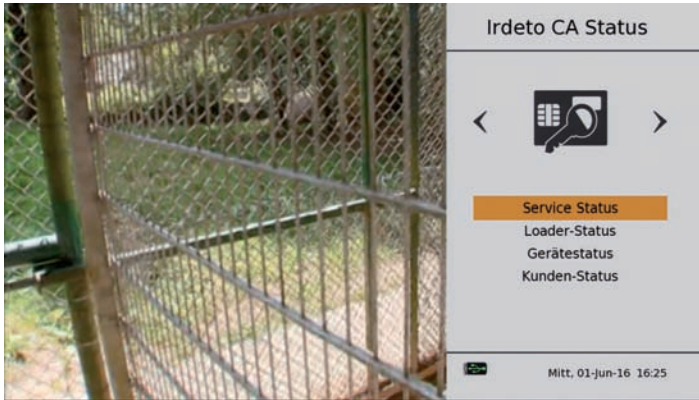 Irdeto CA Status
Service Status
Loader-Status
Gerätestatus
Kunden-Status
Mitt, 01-Jun-16 16:25